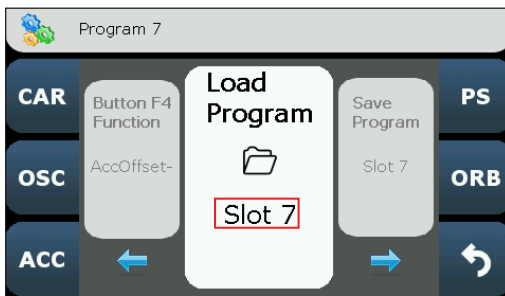 Program 7
CAR
OSC
ACC
Button F4
Function
AccOffset-
Load
Program
Slot 7
Save
Program
Slot 7
PS
ORB